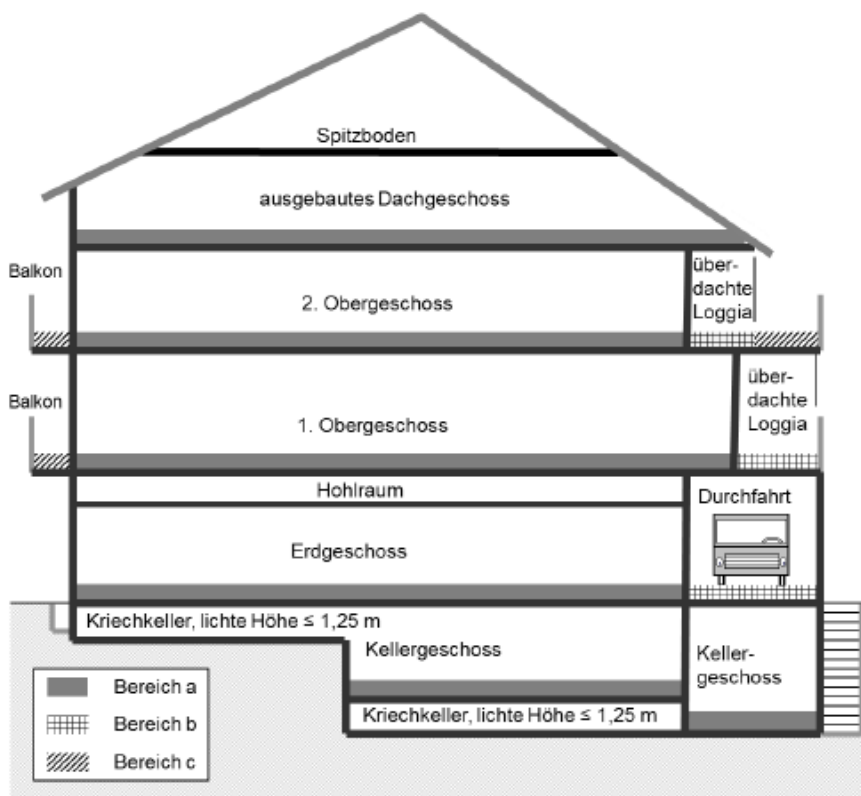 Spitzboden
ausgebautes Dachgeschoss
Balkon
2. Obergeschoss
über-
dachte
Loggia
Balkon
1. Obergeschoss
über-
dachte
Loggia
Hohlraum
Durchfahrt
Erdgeschoss
Kriechkeller, lichte Höhe ≤ 1,25 m
Kellergeschoss
Keller-
geschoss
Kriechkeller, lichte Höhe ≤ 1,25 m
Bereich a
Bereich b
Bereich c